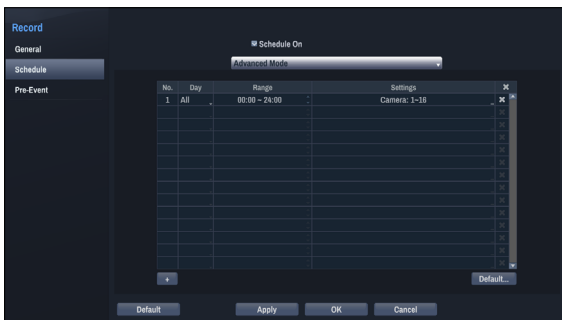 Record
General
Schedule
Pre-Event
Schedule On
Advanced Mode
No. Day Range Settings
1 All 00:00 ~ 24:00 Camera: 1~16
+
Default...
Default Apply OK Cancel